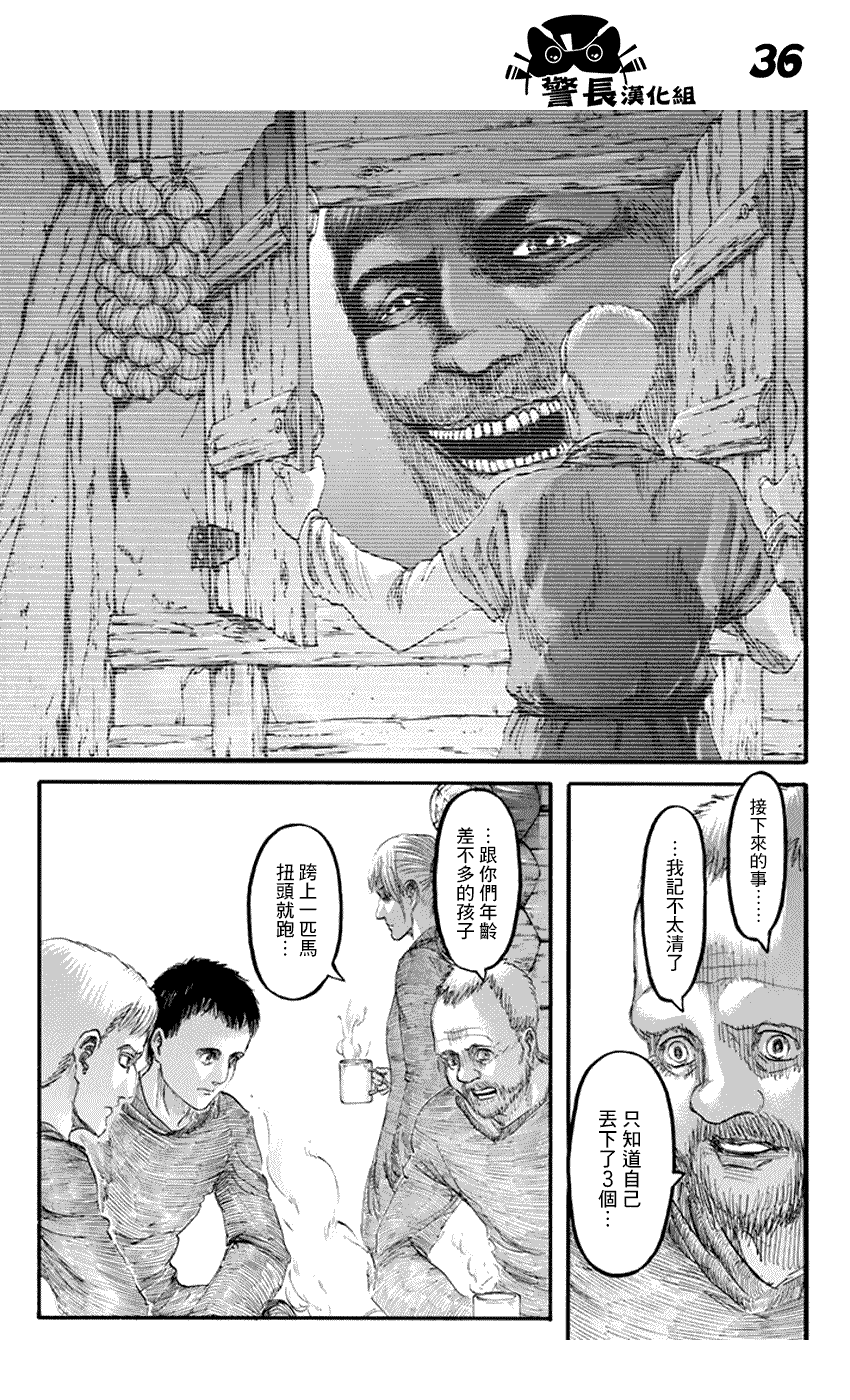 警長漢化組
36
接下來的事……
…我記不太清了
只知道自己
丟下了3個…
…跟你們年齡
差不多的孩子
跨上一匹馬
扭頭就跑…